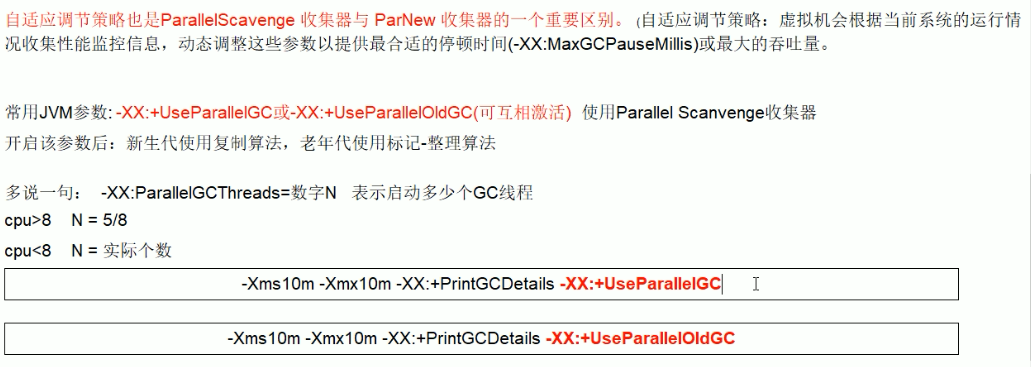 自适应调节策略也是ParallelScavenge 收集器与 ParNew 收集器的一个重要区别。 (自适应调节策略：虚拟机会根据当前系统的运行情
况收集性能监控信息，动态调整这些参数以提供最合适的停顿时间(-XX:MaxGCPauseMillis)或最大的吞吐量。
常用JVM参数: -XX:+UseParallelGC或-XX:+UseParallelOldGC(可互相激活) 使用Parallel Scanvenge收集器
开启该参数后：新生代使用复制算法，老年代使用标记-整理算法
多说一句： -XX:ParallelGCThreads=数字N 表示启动多少个GC线程
cpu>8 N = 5/8
cpu<8 N = 实际个数
-Xms10m -Xmx10m -XX:+PrintGCDetails -XX:+UseParallelGC
-Xms10m -Xmx10m -XX:+PrintGCDetails -XX:+UseParallelOldGC